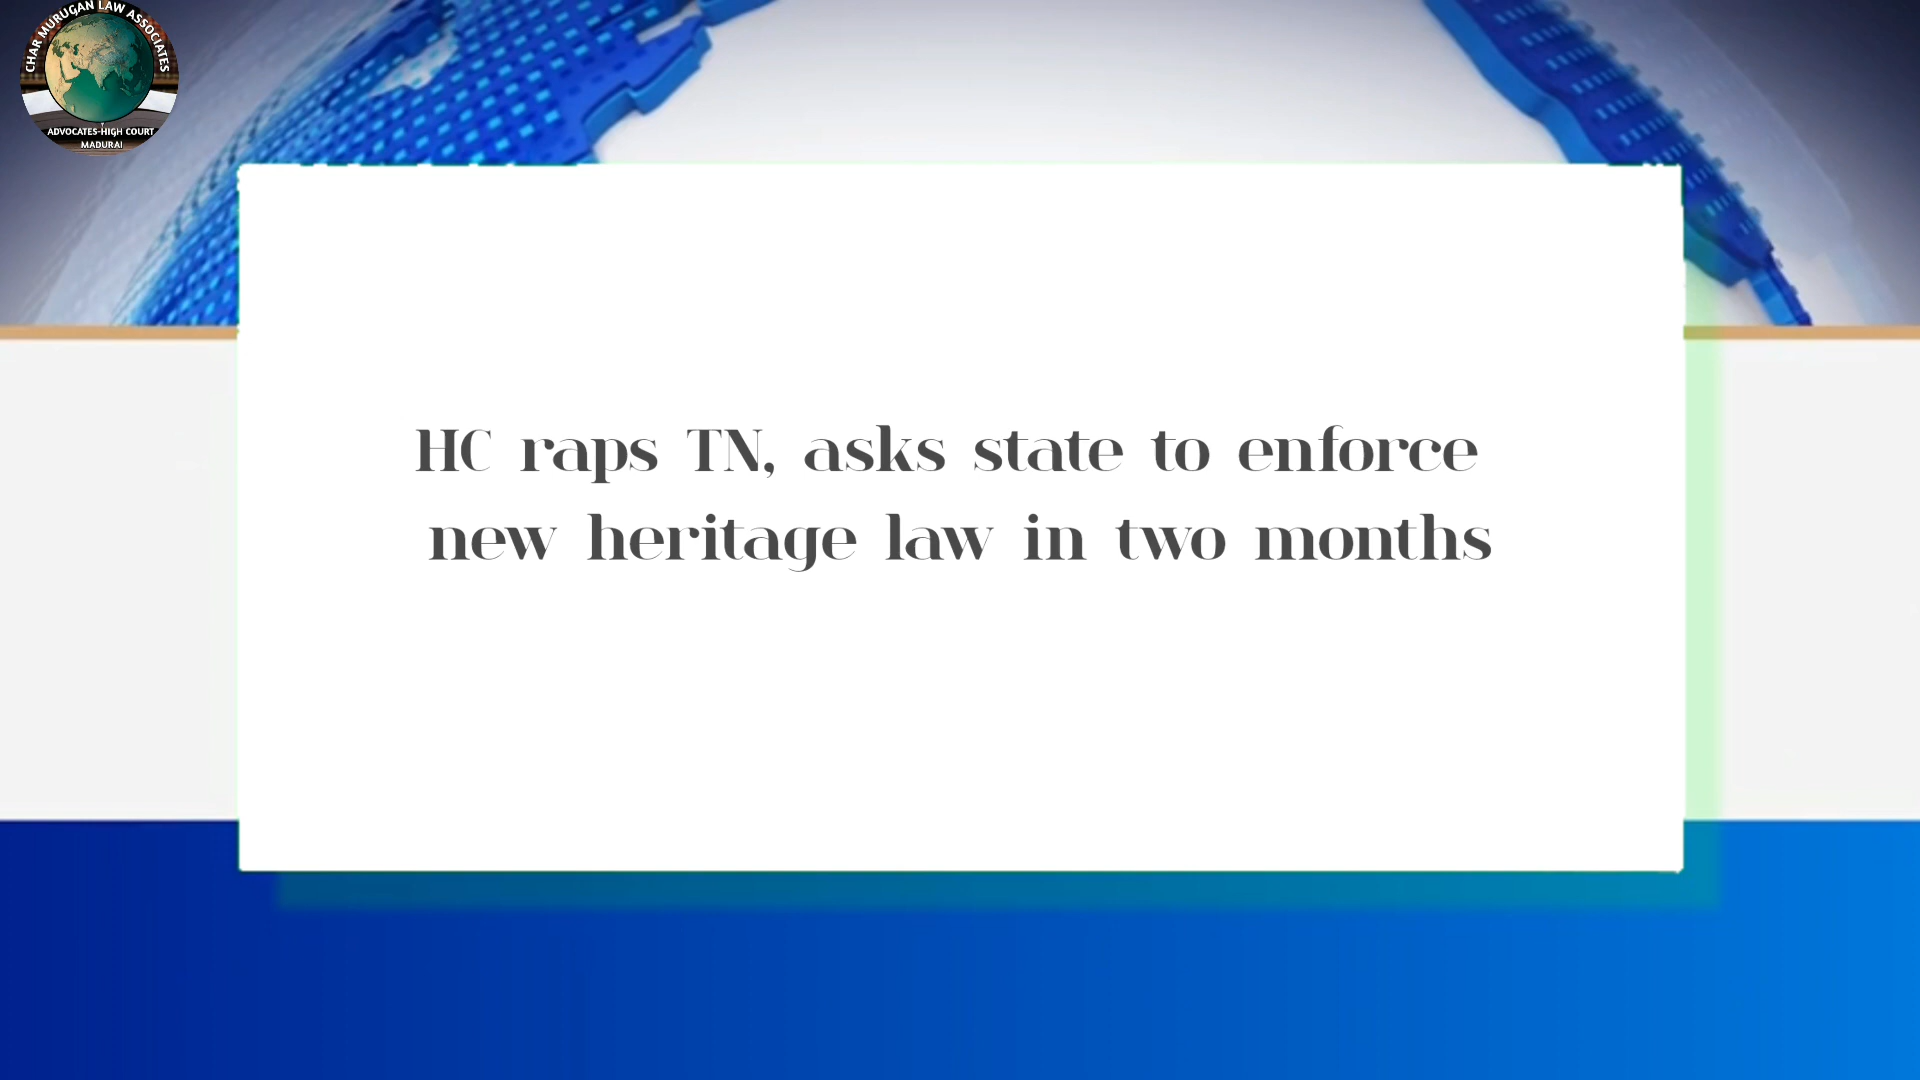 CHAR MURUGAN LAW ASSOCIATES
ADVOCATES-HIGH COURT
MADURAI
HC raps TN, asks state to enforce
new heritage law in two months